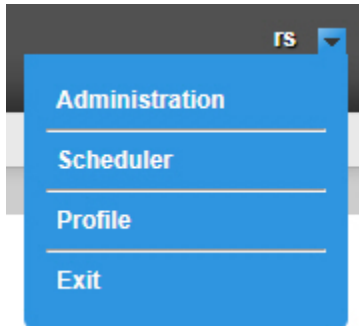 rs
Administration
Scheduler
Profile
Exit